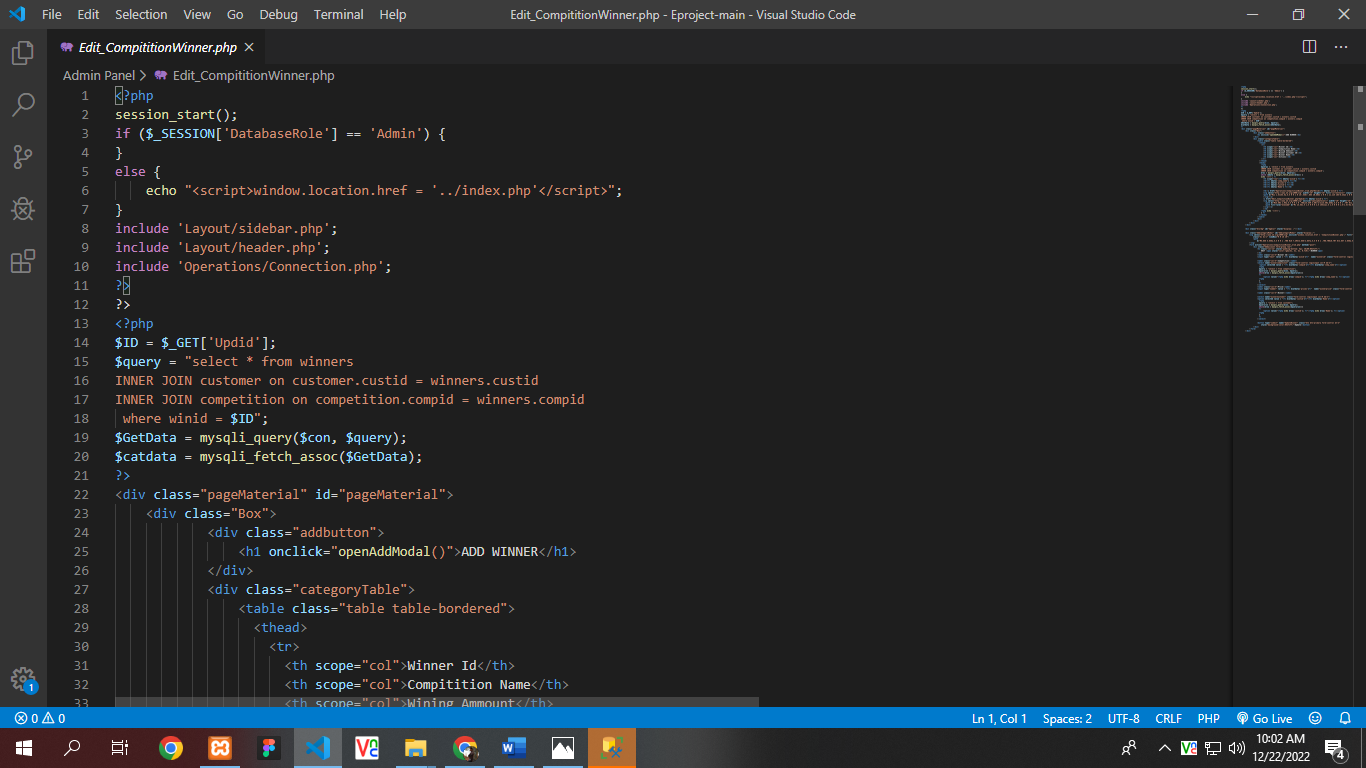 File Edit Selection View Go Debug Terminal Help Edit_CompititionWinner.php - Eproject-main - Visual Studio Code
Edit_CompititionWinner.php
Admin Panel > Edit_CompititionWinner.php
1 <?php
2 session_start();
3 if ($_SESSION['DatabaseRole'] == 'Admin') {
4 }
5 else {
6 echo "<script>window.location.href = '../index.php'</script>";
7 }
8 include 'Layout/sidebar.php';
9 include 'Layout/header.php';
10 include 'Operations/Connection.php';
11 ?>
12 ?>
13 <?php
14 $ID = $_GET['Updid'];
15 $query = "select * from winners
16 INNER JOIN customer on customer.custid = winners.custid
17 INNER JOIN competition on competition.compid = winners.compid
18 where winid = $ID";
19 $GetData = mysqli_query($con, $query);
20 $catdata = mysqli_fetch_assoc($GetData);
21 ?>
22 <div class="pageMaterial" id="pageMaterial">
23 <div class="Box">
24 <div class="addbutton">
25 <h1 onclick="openAddModal()">ADD WINNER</h1>
26 </div>
27 <div class="categoryTable">
28 <table class="table table-bordered">
29 <thead>
30 <tr>
31 <th scope="col">Winner Id</th>
32 <th scope="col">Compitition Name</th>
33 <th scope="col">Wining Ammount</th>
1
0 0 Ln 1, Col 1 Spaces: 2 UTF-8 CRLF PHP Go Live
10:02 AM
12/22/2022
4